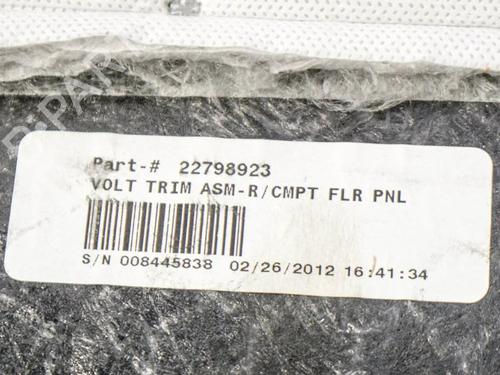 Part-# 22798923
VOLT TRIM ASM-R/CMPT FLR PNL
S/N 008445838 02/26/2012 16:41:34